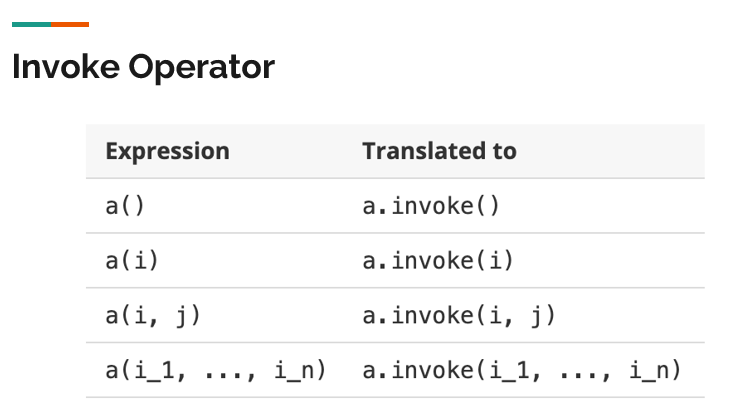 Invoke Operator
Expression Translated to
a() a.invoke()
a(i) a.invoke(i)
a(i, j) a.invoke(i, j)
a(i_1, ..., i_n) a.invoke(i_1, ..., i_n)